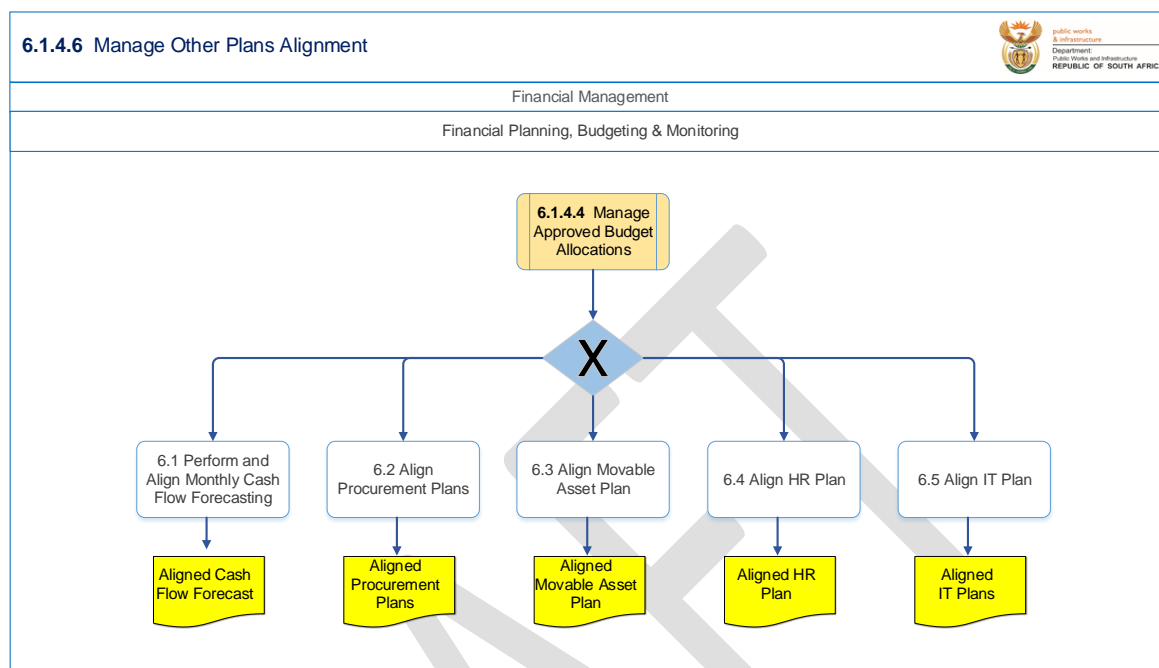 6.1.4.6 Manage Other Plans Alignment
public works
& infrastructure
Department:
Public Works and Infrastructure
REPUBLIC OF SOUTH AFRIC
Financial Management
Financial Planning, Budgeting & Monitoring
6.1.4.4 Manage
Approved Budget
Allocations
X
6.1 Perform and
Align Monthly Cash
Flow Forecasting
6.2 Align
Procurement Plans
6.3 Align Movable
Asset Plan
6.4 Align HR Plan
6.5 Align IT Plan
Aligned Cash
Flow Forecast
Aligned
Procurement
Plans
Aligned
Movable Asset
Plan
Aligned HR
Plan
Aligned
IT Plans